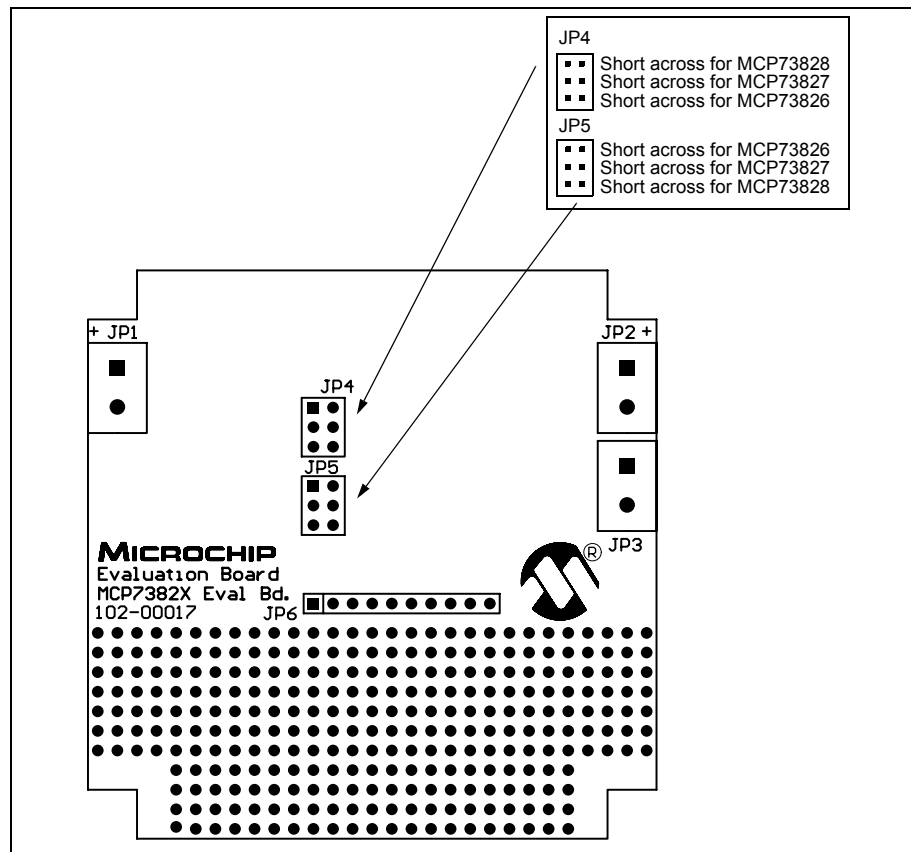 JP4
Short across for MCP73828
Short across for MCP73827
Short across for MCP73826
JP5
Short across for MCP73826
Short across for MCP73827
Short across for MCP73828
+ JP1
JP2 +
JP4
JP5
JP3
MICROCHIP
®
Evaluation Board
MCP7382X Eval Bd.
102-00017
JP6